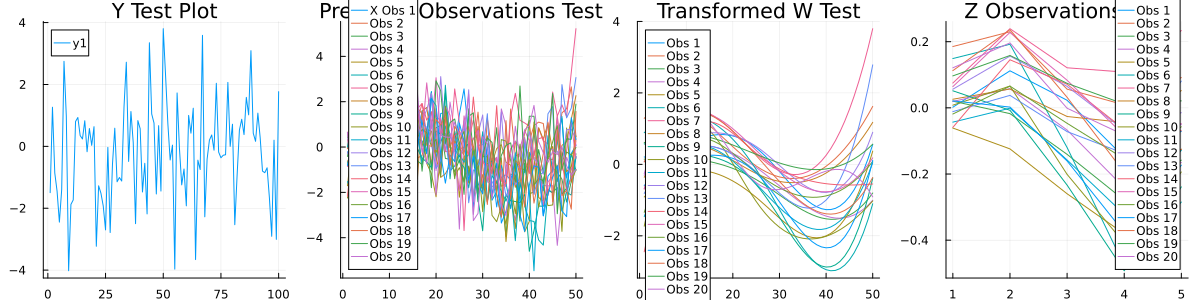 Y Test Plot
y1
4
2
0
−2
−4
0
25
50
75
100
Observations Test
X Obs 1
Obs 2
Obs 3
Obs 4
Obs 5
Obs 6
Obs 7
Obs 8
Obs 9
Obs 10
Obs 11
Obs 12
Obs 13
Obs 14
Obs 15
Obs 16
Obs 17
Obs 18
Obs 19
Obs 20
4
2
0
−2
−4
0
10
20
30
40
50
Transformed W Test
Obs 1
Obs 2
Obs 3
Obs 4
Obs 5
Obs 6
Obs 7
Obs 8
Obs 9
Obs 10
Obs 11
Obs 12
Obs 13
Obs 14
Obs 15
Obs 16
Obs 17
Obs 18
Obs 19
Obs 20
4
2
0
−2
20
30
40
50
Z Observations
Obs 1
Obs 2
Obs 3
Obs 4
Obs 5
Obs 6
Obs 7
Obs 8
Obs 9
Obs 10
Obs 11
Obs 12
Obs 13
Obs 14
Obs 15
Obs 16
Obs 17
Obs 18
Obs 19
Obs 20
0.2
0.0
−0.2
−0.4
1
2
3
4
5